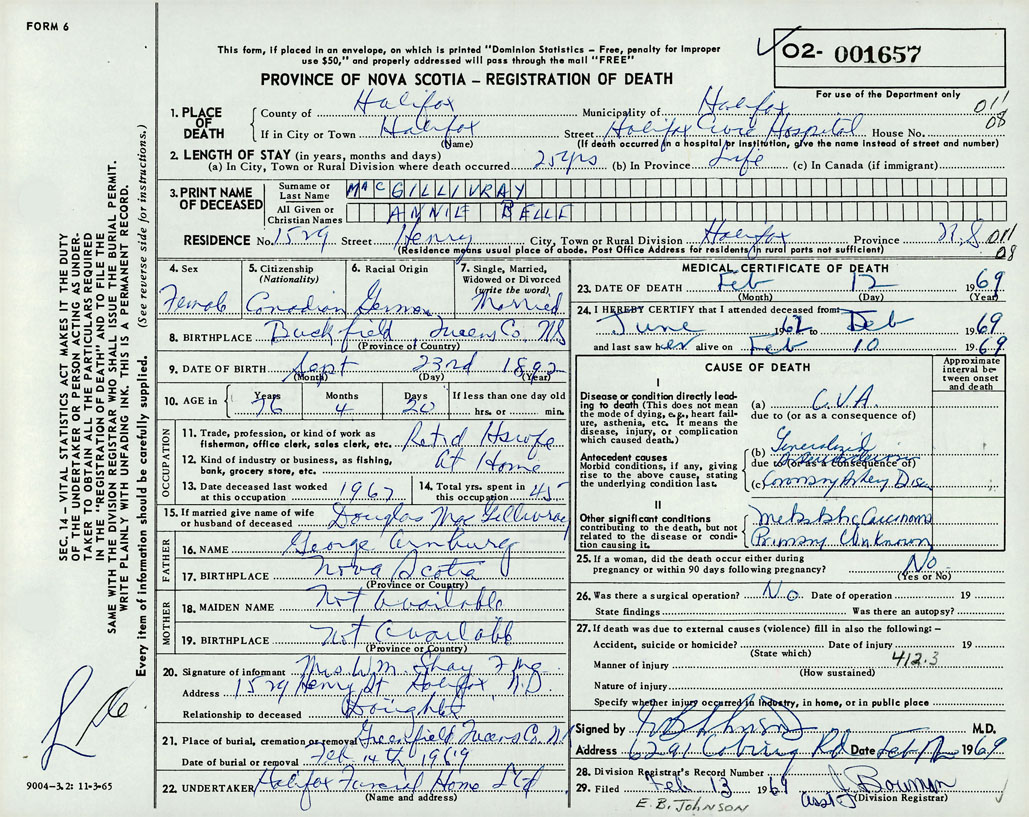 FORM 6
This form, if placed in an envelope, on which is printed "Dominion Statistics – Free, penalty for improper
use $50," and properly addressed will pass through the mail "FREE"
02- 001657
PROVINCE OF NOVA SCOTIA – REGISTRATION OF DEATH
For use of the Department only
1. PLACE OF DEATH
County of Halifax Municipality of Halifax 011
If in City or Town Halifax Street Halifax Civic Hospital House No. 08
(Name) (If death occurred in a hospital or institution, give the name instead of street and number)
2. LENGTH OF STAY (in years, months and days)
(a) In City, Town or Rural Division where death occurred 25 yrs (b) In Province Life (c) In Canada (if immigrant)
3. PRINT NAME OF DECEASED
Surname or Last Name MacGILLIVRAY
All Given or Christian Names ANNIE BELLE
RESIDENCE No. 1529 Street Henry City, Town or Rural Division Halifax Province N.S 011
(Residence means usual place of abode. Post Office Address for residents in rural parts not sufficient) 08
4. Sex Female
5. Citizenship (Nationality) Canadian
6. Racial Origin German
7. Single, Married, Widowed or Divorced (write the word) Married
8. BIRTHPLACE Buckfield Queens Co. NS
(Province of Country)
9. DATE OF BIRTH Sept 23rd 1892
(Month) (Day) (Year)
10. AGE in Years 76 Months 4 Days 20 If less than one day old hrs. or min.
OCCUPATION
11. Trade, profession, or kind of work as fisherman, office clerk, sales clerk, etc. Ret'd Hswfe
12. Kind of industry or business, as fishing, bank, grocery store, etc. At Home
13. Date deceased last worked at this occupation 1967
14. Total yrs. spent in this occupation 45
15. If married give name of wife or husband of deceased Douglas MacGillivray
FATHER
16. NAME George Arnburg
17. BIRTHPLACE Nova Scotia
(Province or Country)
MOTHER
18. MAIDEN NAME Not available
19. BIRTHPLACE Not Available
(Province or Country)
20. Signature of informant Mrs. W.M. Shay
Address 1529 Henry St Halifax
Relationship to deceased Daughter
21. Place of burial, cremation or removal Greenfield Queens Co. N.S
Date of burial or removal Feb 14th 1969
22. UNDERTAKER Halifax Funeral Home Ltd
(Name and address)
MEDICAL CERTIFICATE OF DEATH
23. DATE OF DEATH Feb 12 1969
(Month) (Day) (Year)
24. I HEREBY CERTIFY that I attended deceased from
June 1962 to Feb 1969
and last saw her alive on Feb 10 1969
CAUSE OF DEATH
Approximate interval between onset and death
I
Disease or condition directly leading to death (This does not mean the mode of dying, e.g., heart failure, asthenia, etc. It means the disease, injury, or complication which caused death.)
(a) C.V.A.
due to (or as a consequence of)
Antecedent causes
Morbid conditions, if any, giving rise to the above cause, stating the underlying condition last.
(b) Generalized
due to (or as a consequence of)
(c) Coronary Artery Dise
II
Other significant conditions contributing to the death, but not related to the disease or condition causing it.
Metastatic Carcinoma
Primary Unknown
25. If a woman, did the death occur either during pregnancy or within 90 days following pregnancy? No
(Yes or No)
26. Was there a surgical operation? No Date of operation 19
State findings Was there an autopsy?
27. If death was due to external causes (violence) fill in also the following: –
Accident, suicide or homicide? Date of injury 19
(State which)
412.3
Manner of injury
(How sustained)
Nature of injury
Specify whether injury occurred in industry, in home, or in public place
Signed by M.D.
Address 6291 Coburg Rd Date Feb 12 1969
28. Division Registrar's Record Number
29. Filed Feb 13 1969 Bowman
asst (Division Registrar)
E. B. JOHNSON
SEC. 14 – VITAL STATISTICS ACT MAKES IT THE DUTY
OF THE UNDERTAKER OR PERSON ACTING AS UNDER-
TAKER TO OBTAIN ALL THE PARTICULARS REQUIRED
IN THE "REGISTRATION OF DEATH" AND TO FILE THE
SAME WITH THE DIVISION REGISTRAR WHO SHALL ISSUE THE BURIAL PERMIT.
WRITE PLAINLY WITH UNFADING INK. THIS IS A PERMANENT RECORD.
Every item of information should be carefully supplied. (See reverse side for instructions.)
9004-3.2: 11-3-65